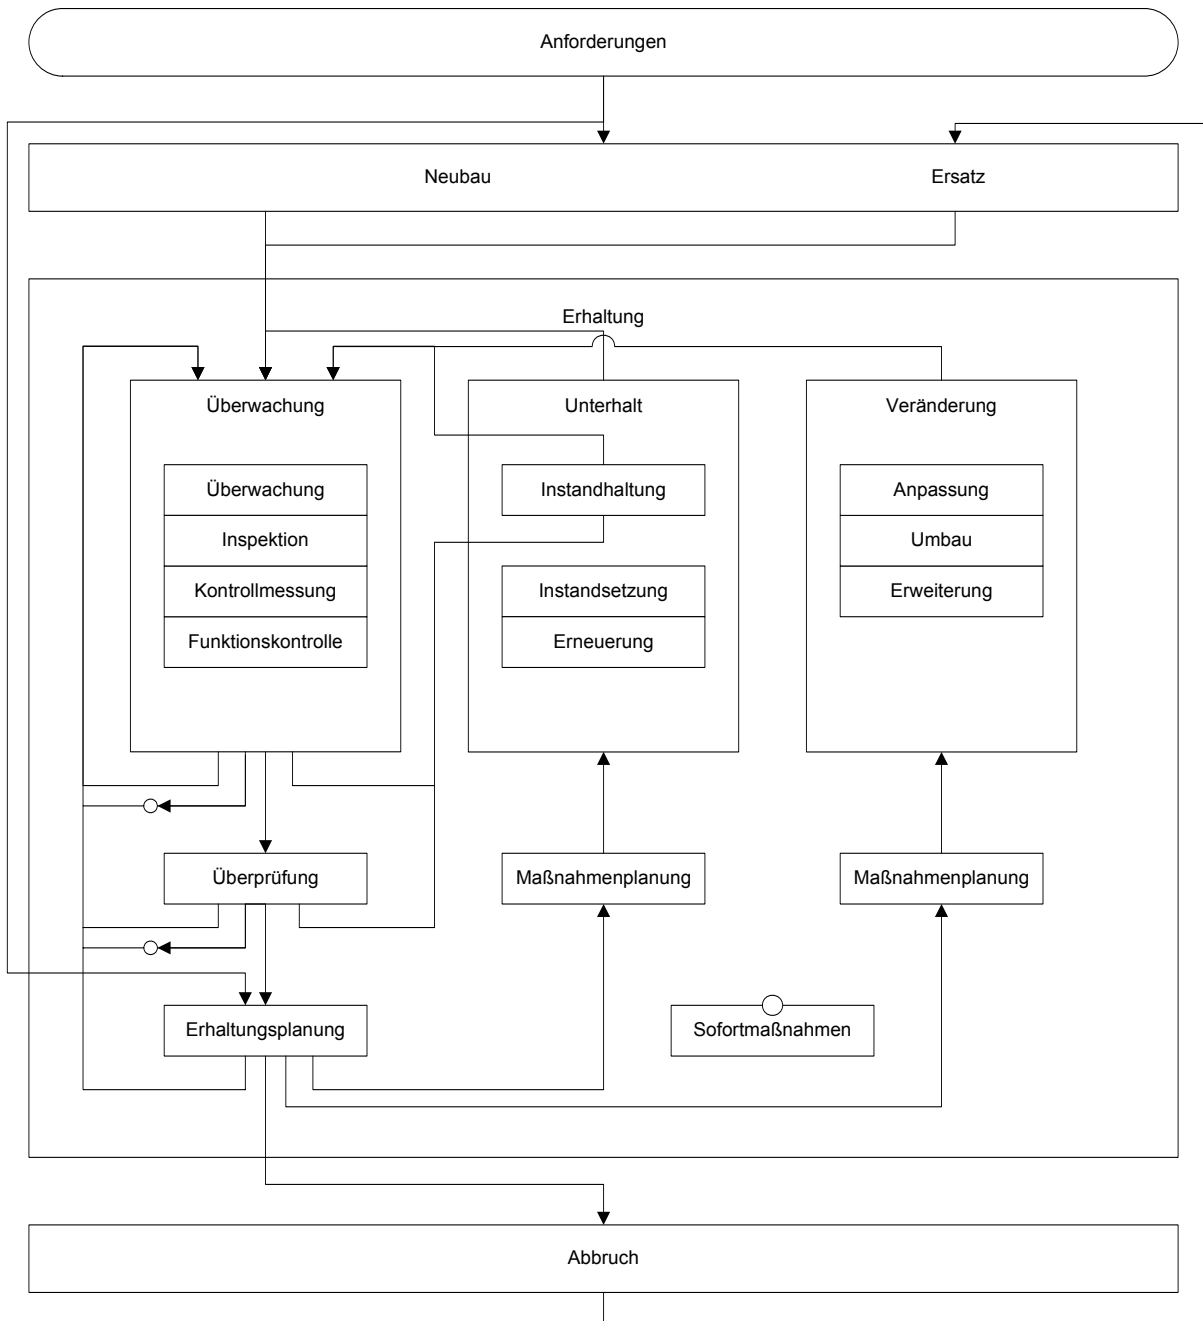 Anforderungen
Neubau
Ersatz
Erhaltung
Überwachung
Überwachung
Inspektion
Kontrollmessung
Funktionskontrolle
Unterhalt
Instandhaltung
Instandsetzung
Erneuerung
Veränderung
Anpassung
Umbau
Erweiterung
Überprüfung
Maßnahmenplanung
Maßnahmenplanung
Erhaltungsplanung
Sofortmaßnahmen
Abbruch